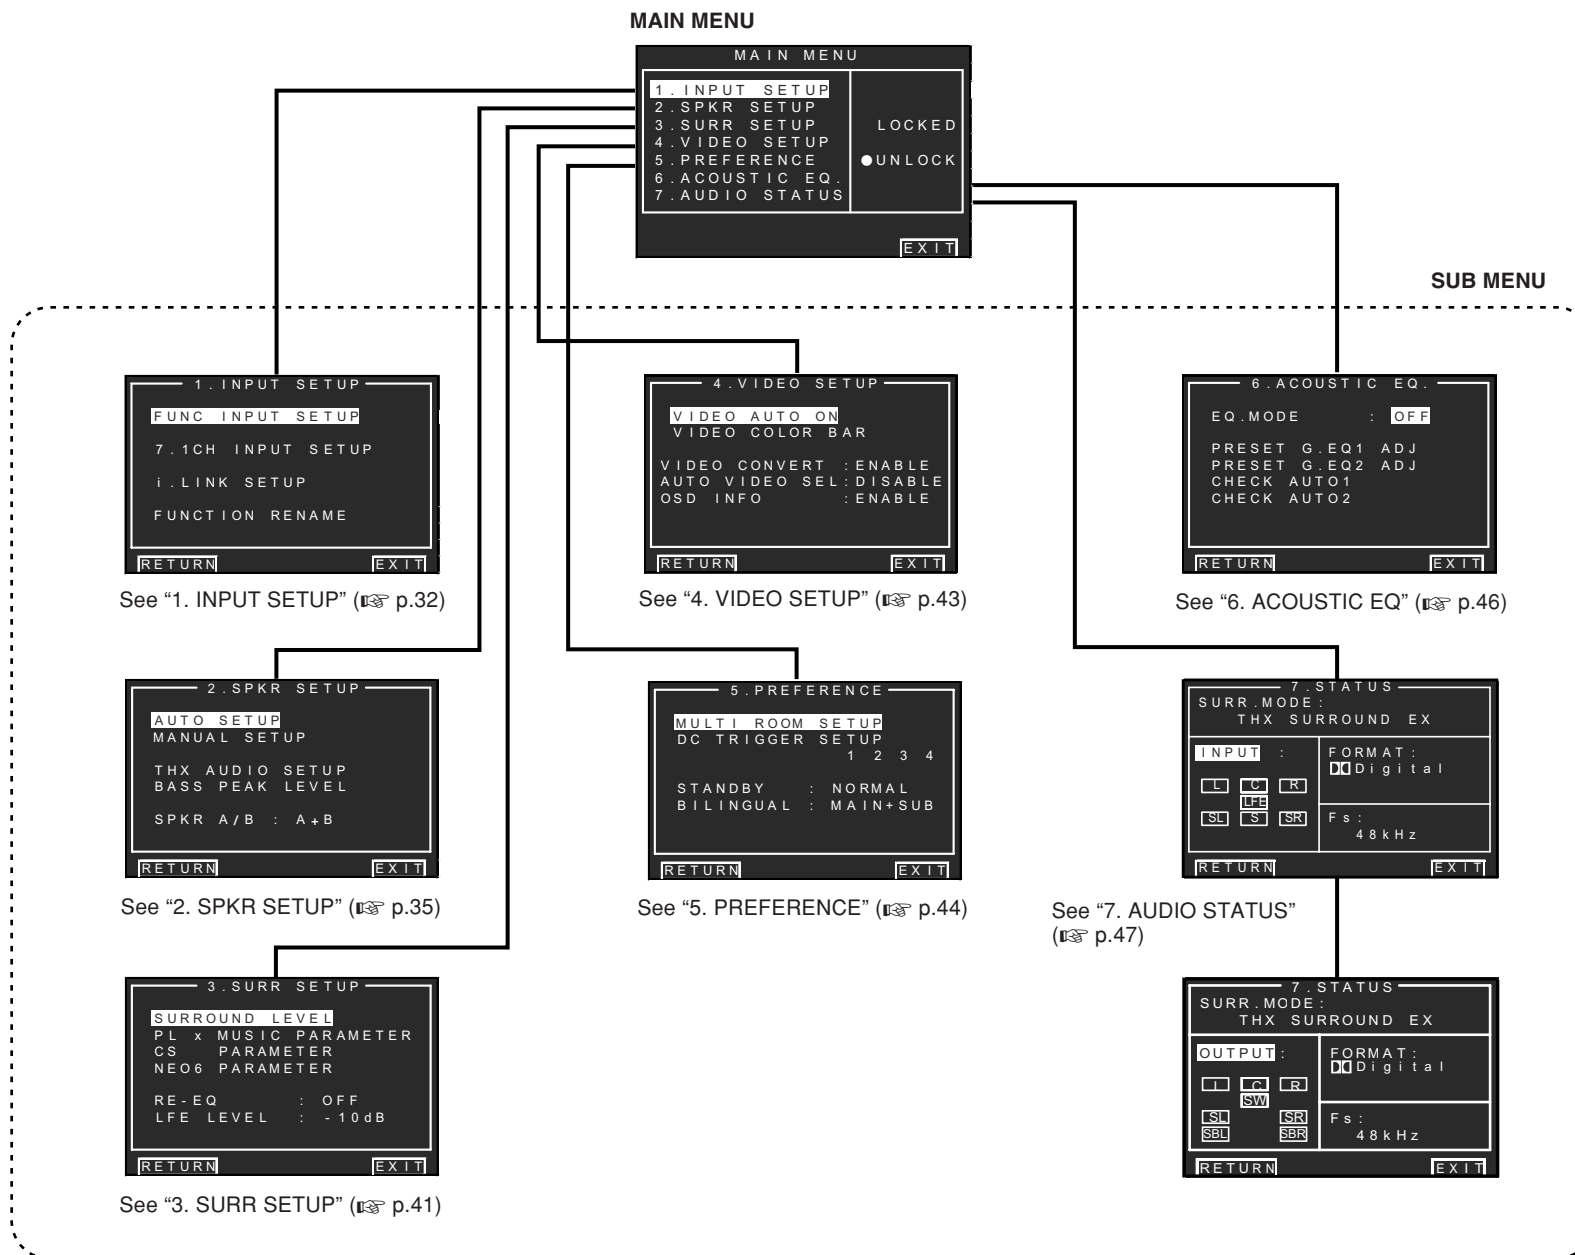 MAIN MENU
MAIN MENU
1.INPUT SETUP
2.SPKR SETUP
3.SURR SETUP
4.VIDEO SETUP
5.PREFERENCE
6.ACOUSTIC EQ.
7.AUDIO STATUS
LOCKED
●UNLOCK
EXIT
SUB MENU
1.INPUT SETUP
FUNC INPUT SETUP
7.1CH INPUT SETUP
i.LINK SETUP
FUNCTION RENAME
RETURN EXIT
See “1. INPUT SETUP” (☞ p.32)
4.VIDEO SETUP
VIDEO AUTO ON
VIDEO COLOR BAR
VIDEO CONVERT :ENABLE
AUTO VIDEO SEL:DISABLE
OSD INFO :ENABLE
RETURN EXIT
See “4. VIDEO SETUP” (☞ p.43)
6.ACOUSTIC EQ.
EQ.MODE : OFF
PRESET G.EQ1 ADJ
PRESET G.EQ2 ADJ
CHECK AUTO1
CHECK AUTO2
RETURN EXIT
See “6. ACOUSTIC EQ” (☞ p.46)
2.SPKR SETUP
AUTO SETUP
MANUAL SETUP
THX AUDIO SETUP
BASS PEAK LEVEL
SPKR A/B : A+B
RETURN EXIT
See “2. SPKR SETUP” (☞ p.35)
5.PREFERENCE
MULTI ROOM SETUP
DC TRIGGER SETUP
1 2 3 4
STANDBY : NORMAL
BILINGUAL : MAIN+SUB
RETURN EXIT
See “5. PREFERENCE” (☞ p.44)
7.STATUS
SURR.MODE:
THX SURROUND EX
INPUT :
L C R
LFE
SL S SR
FORMAT:
Digital
Fs:
48kHz
RETURN EXIT
See “7. AUDIO STATUS”
(☞ p.47)
3.SURR SETUP
SURROUND LEVEL
PL x MUSIC PARAMETER
CS PARAMETER
NEO6 PARAMETER
RE-EQ : OFF
LFE LEVEL : -10dB
RETURN EXIT
See “3. SURR SETUP” (☞ p.41)
7.STATUS
SURR.MODE:
THX SURROUND EX
OUTPUT:
L C R
SW
SL SR
SBL SBR
FORMAT:
Digital
Fs:
48kHz
RETURN EXIT